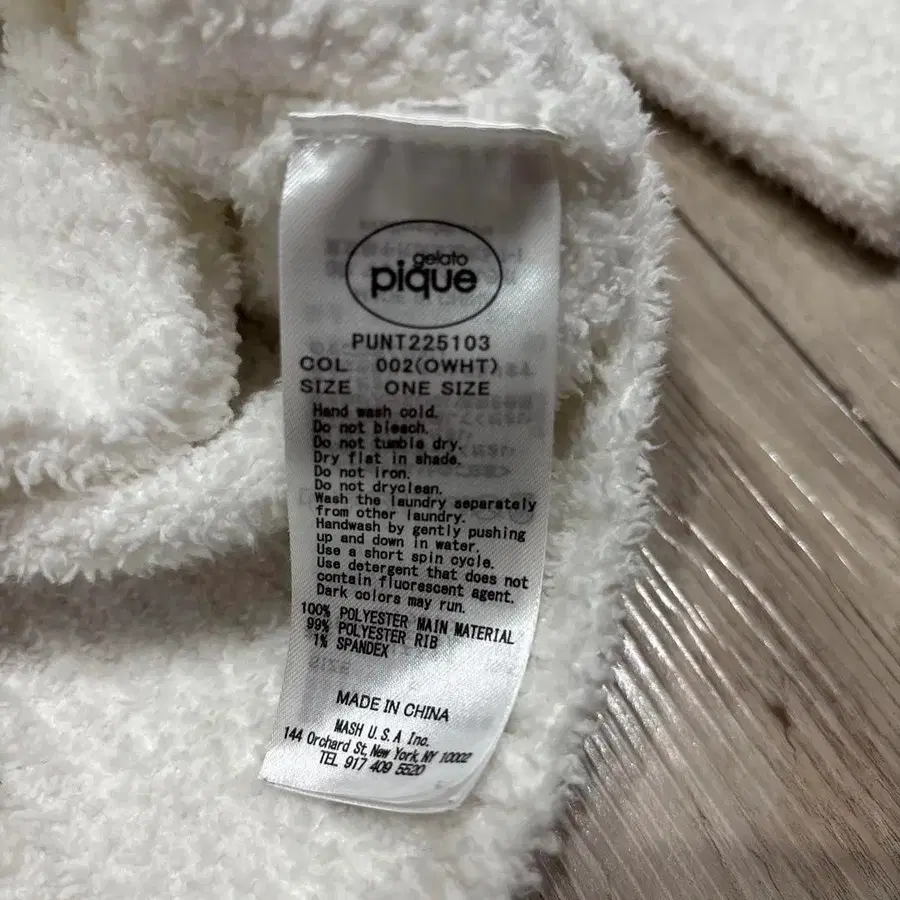 gelato
pique
PUNT225103
COL 002(OWHT)
SIZE ONE SIZE
Hand wash cold.
Do not bleach.
Do not tumble dry.
Dry flat in shade.
Do not iron.
Do not dryclean.
Wash the laundry separately
from other laundry.
Handwash by gently pushing
up and down in water.
Use a short spin cycle.
Use detergent that does not
contain fluorescent agent.
Dark colors may run.
100% POLYESTER MAIN MATERIAL
99% POLYESTER RIB
1% SPANDEX
MADE IN CHINA
MASH U.S.A Inc.
144 Orchard St, New York, NY 10002
TEL 917 409 5520